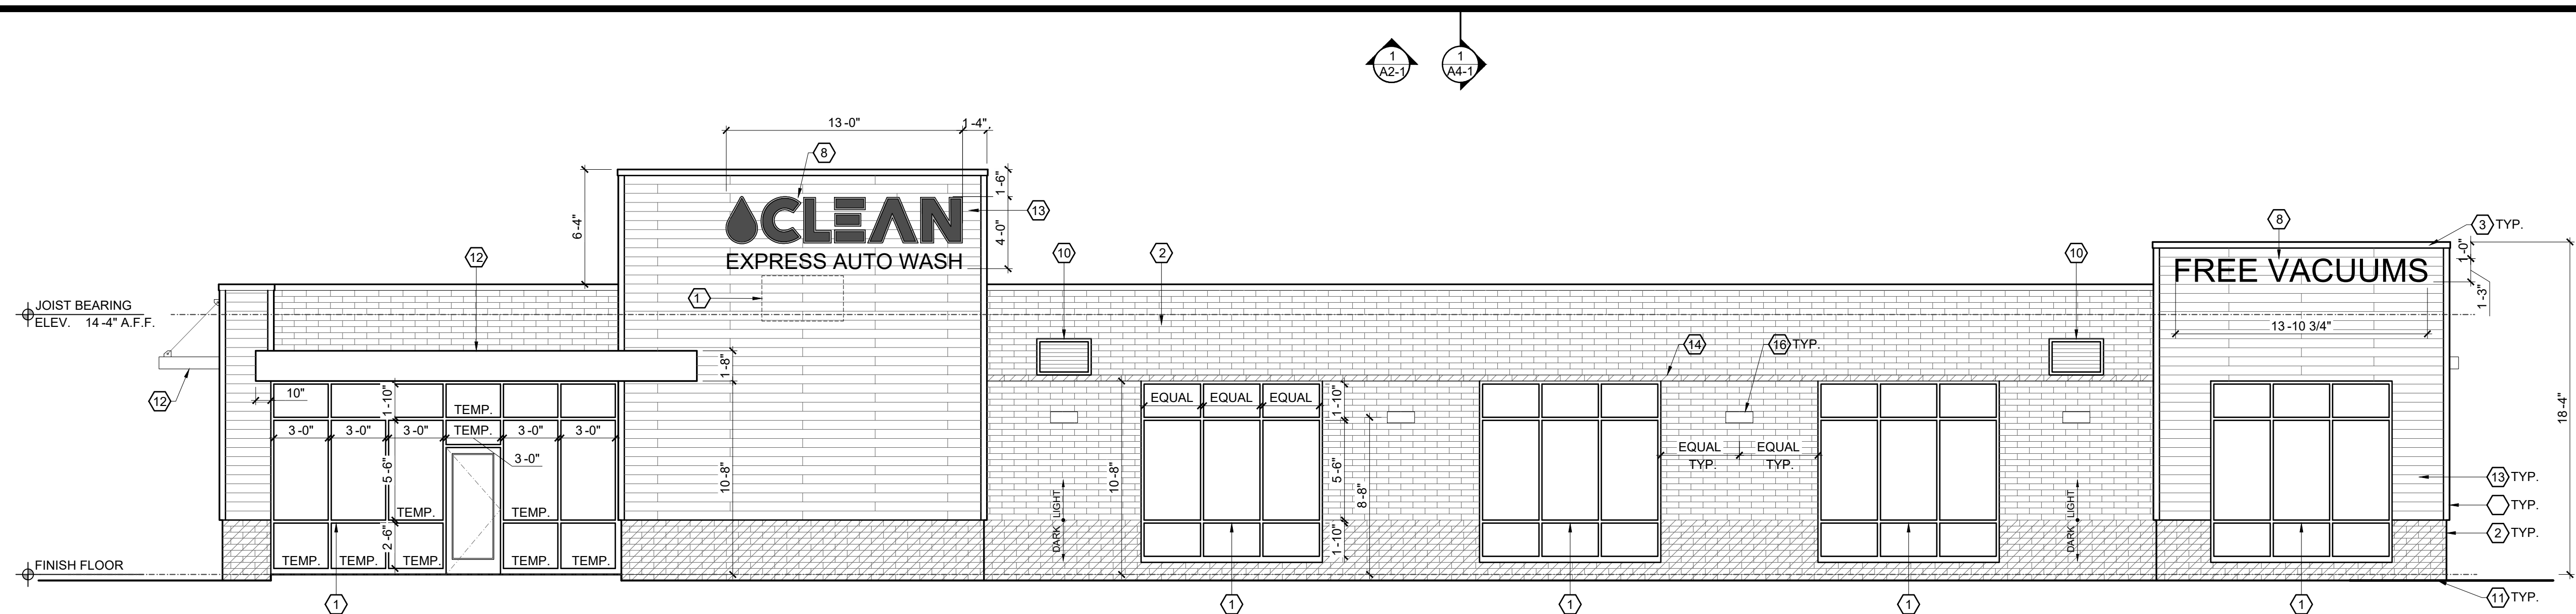 1
A2-1
1
A4-1
13-0"
1-4"
8
6-4"
1-6"
4-0"
13
CLEAN
EXPRESS AUTO WASH
1
12
12
JOIST BEARING
ELEV. 14-4" A.F.F.
10
2
10
8
3 TYP.
FREE VACUUMS
1-0"
1-3"
13-10 3/4"
18-4"
1-8"
10"
1-10"
TEMP.
3-0" 3-0" 3-0" TEMP. 3-0" 3-0"
3-0"
5-6"
TEMP. TEMP.
2-6"
TEMP. TEMP. TEMP. TEMP. TEMP.
10-8"
14
16 TYP.
EQUAL EQUAL EQUAL
1-10"
10-8"
5-6"
8-8"
1-10"
LIGHT
DARK
EQUAL EQUAL
TYP. TYP.
LIGHT
DARK
13 TYP.
TYP.
2 TYP.
FINISH FLOOR
1
1
1
1
1
11 TYP.